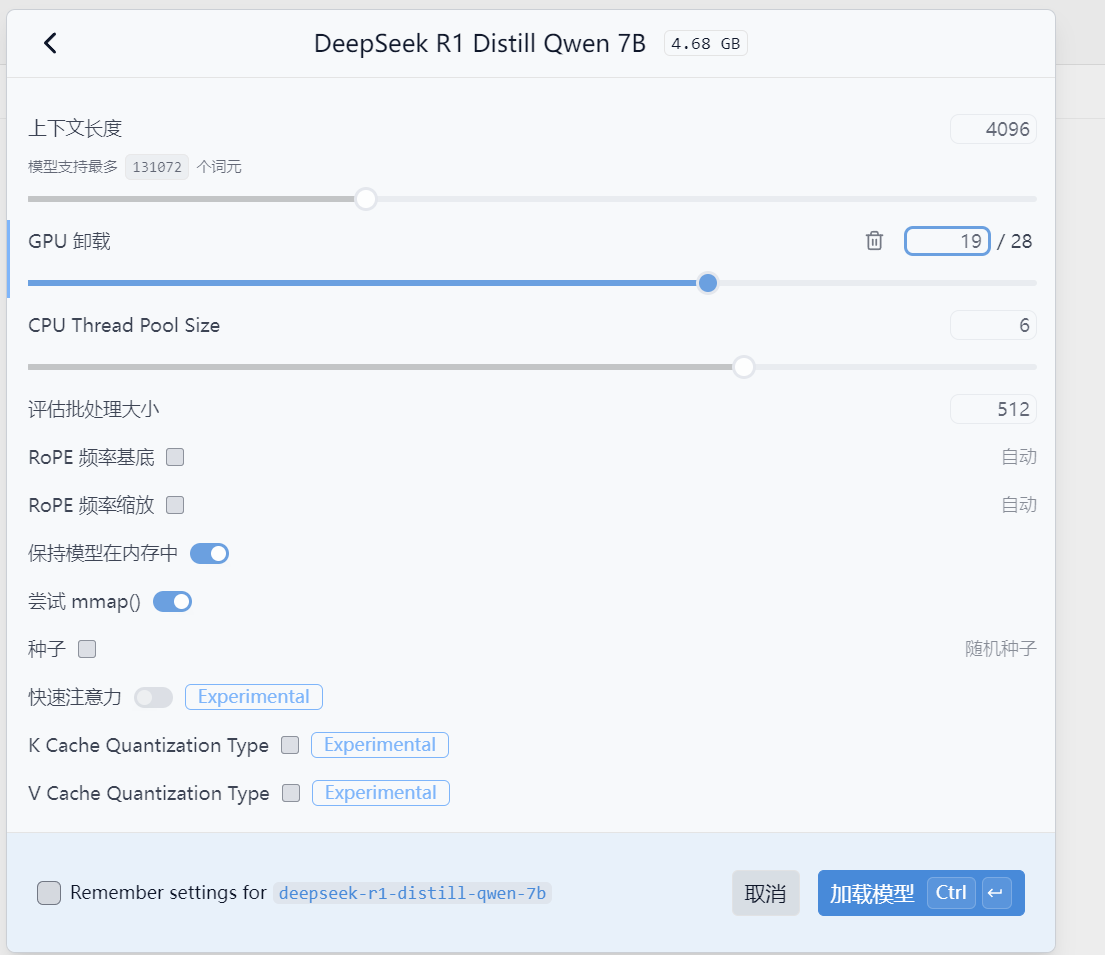 DeepSeek R1 Distill Qwen 7B 4.68 GB
上下文长度 4096
模型支持最多 131072 个词元
GPU 卸载 19 / 28
CPU Thread Pool Size 6
评估批处理大小 512
RoPE 频率基底 自动
RoPE 频率缩放 自动
保持模型在内存中
尝试 mmap()
种子 随机种子
快速注意力 Experimental
K Cache Quantization Type Experimental
V Cache Quantization Type Experimental
Remember settings for deepseek-r1-distill-qwen-7b 取消 加载模型 Ctrl ↵